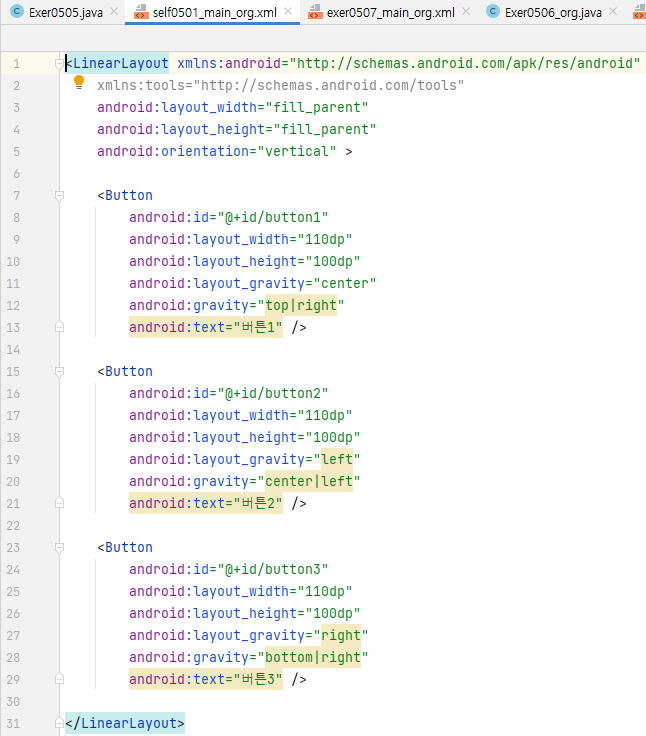 Exer0505.java self0501_main_org.xml exer0507_main_org.xml Exer0506_org.java
1 <LinearLayout xmlns:android="http://schemas.android.com/apk/res/android"
2 xmlns:tools="http://schemas.android.com/tools"
3 android:layout_width="fill_parent"
4 android:layout_height="fill_parent"
5 android:orientation="vertical" >
6
7 <Button
8 android:id="@+id/button1"
9 android:layout_width="110dp"
10 android:layout_height="100dp"
11 android:layout_gravity="center"
12 android:gravity="top|right"
13 android:text="버튼1" />
14
15 <Button
16 android:id="@+id/button2"
17 android:layout_width="110dp"
18 android:layout_height="100dp"
19 android:layout_gravity="left"
20 android:gravity="center|left"
21 android:text="버튼2" />
22
23 <Button
24 android:id="@+id/button3"
25 android:layout_width="110dp"
26 android:layout_height="100dp"
27 android:layout_gravity="right"
28 android:gravity="bottom|right"
29 android:text="버튼3" />
30
31 </LinearLayout>